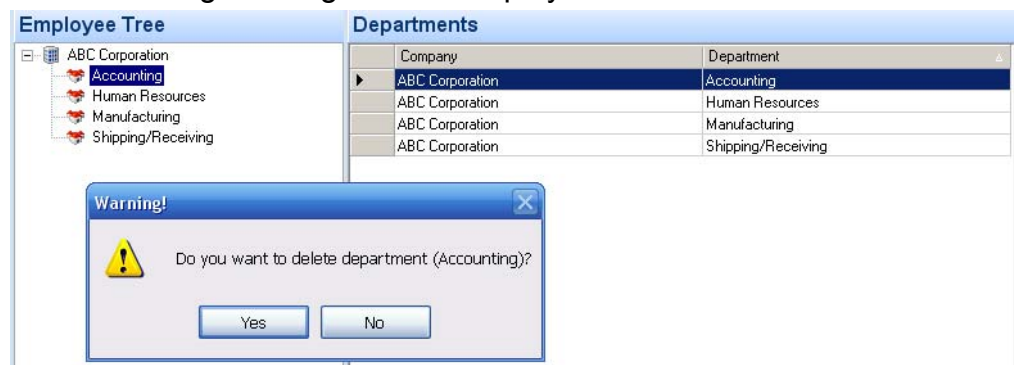 Employee Tree
Departments
ABC Corporation
Accounting
Human Resources
Manufacturing
Shipping/Receiving
Company Department
ABC Corporation Accounting
ABC Corporation Human Resources
ABC Corporation Manufacturing
ABC Corporation Shipping/Receiving
Warning!
Do you want to delete department (Accounting)?
Yes No